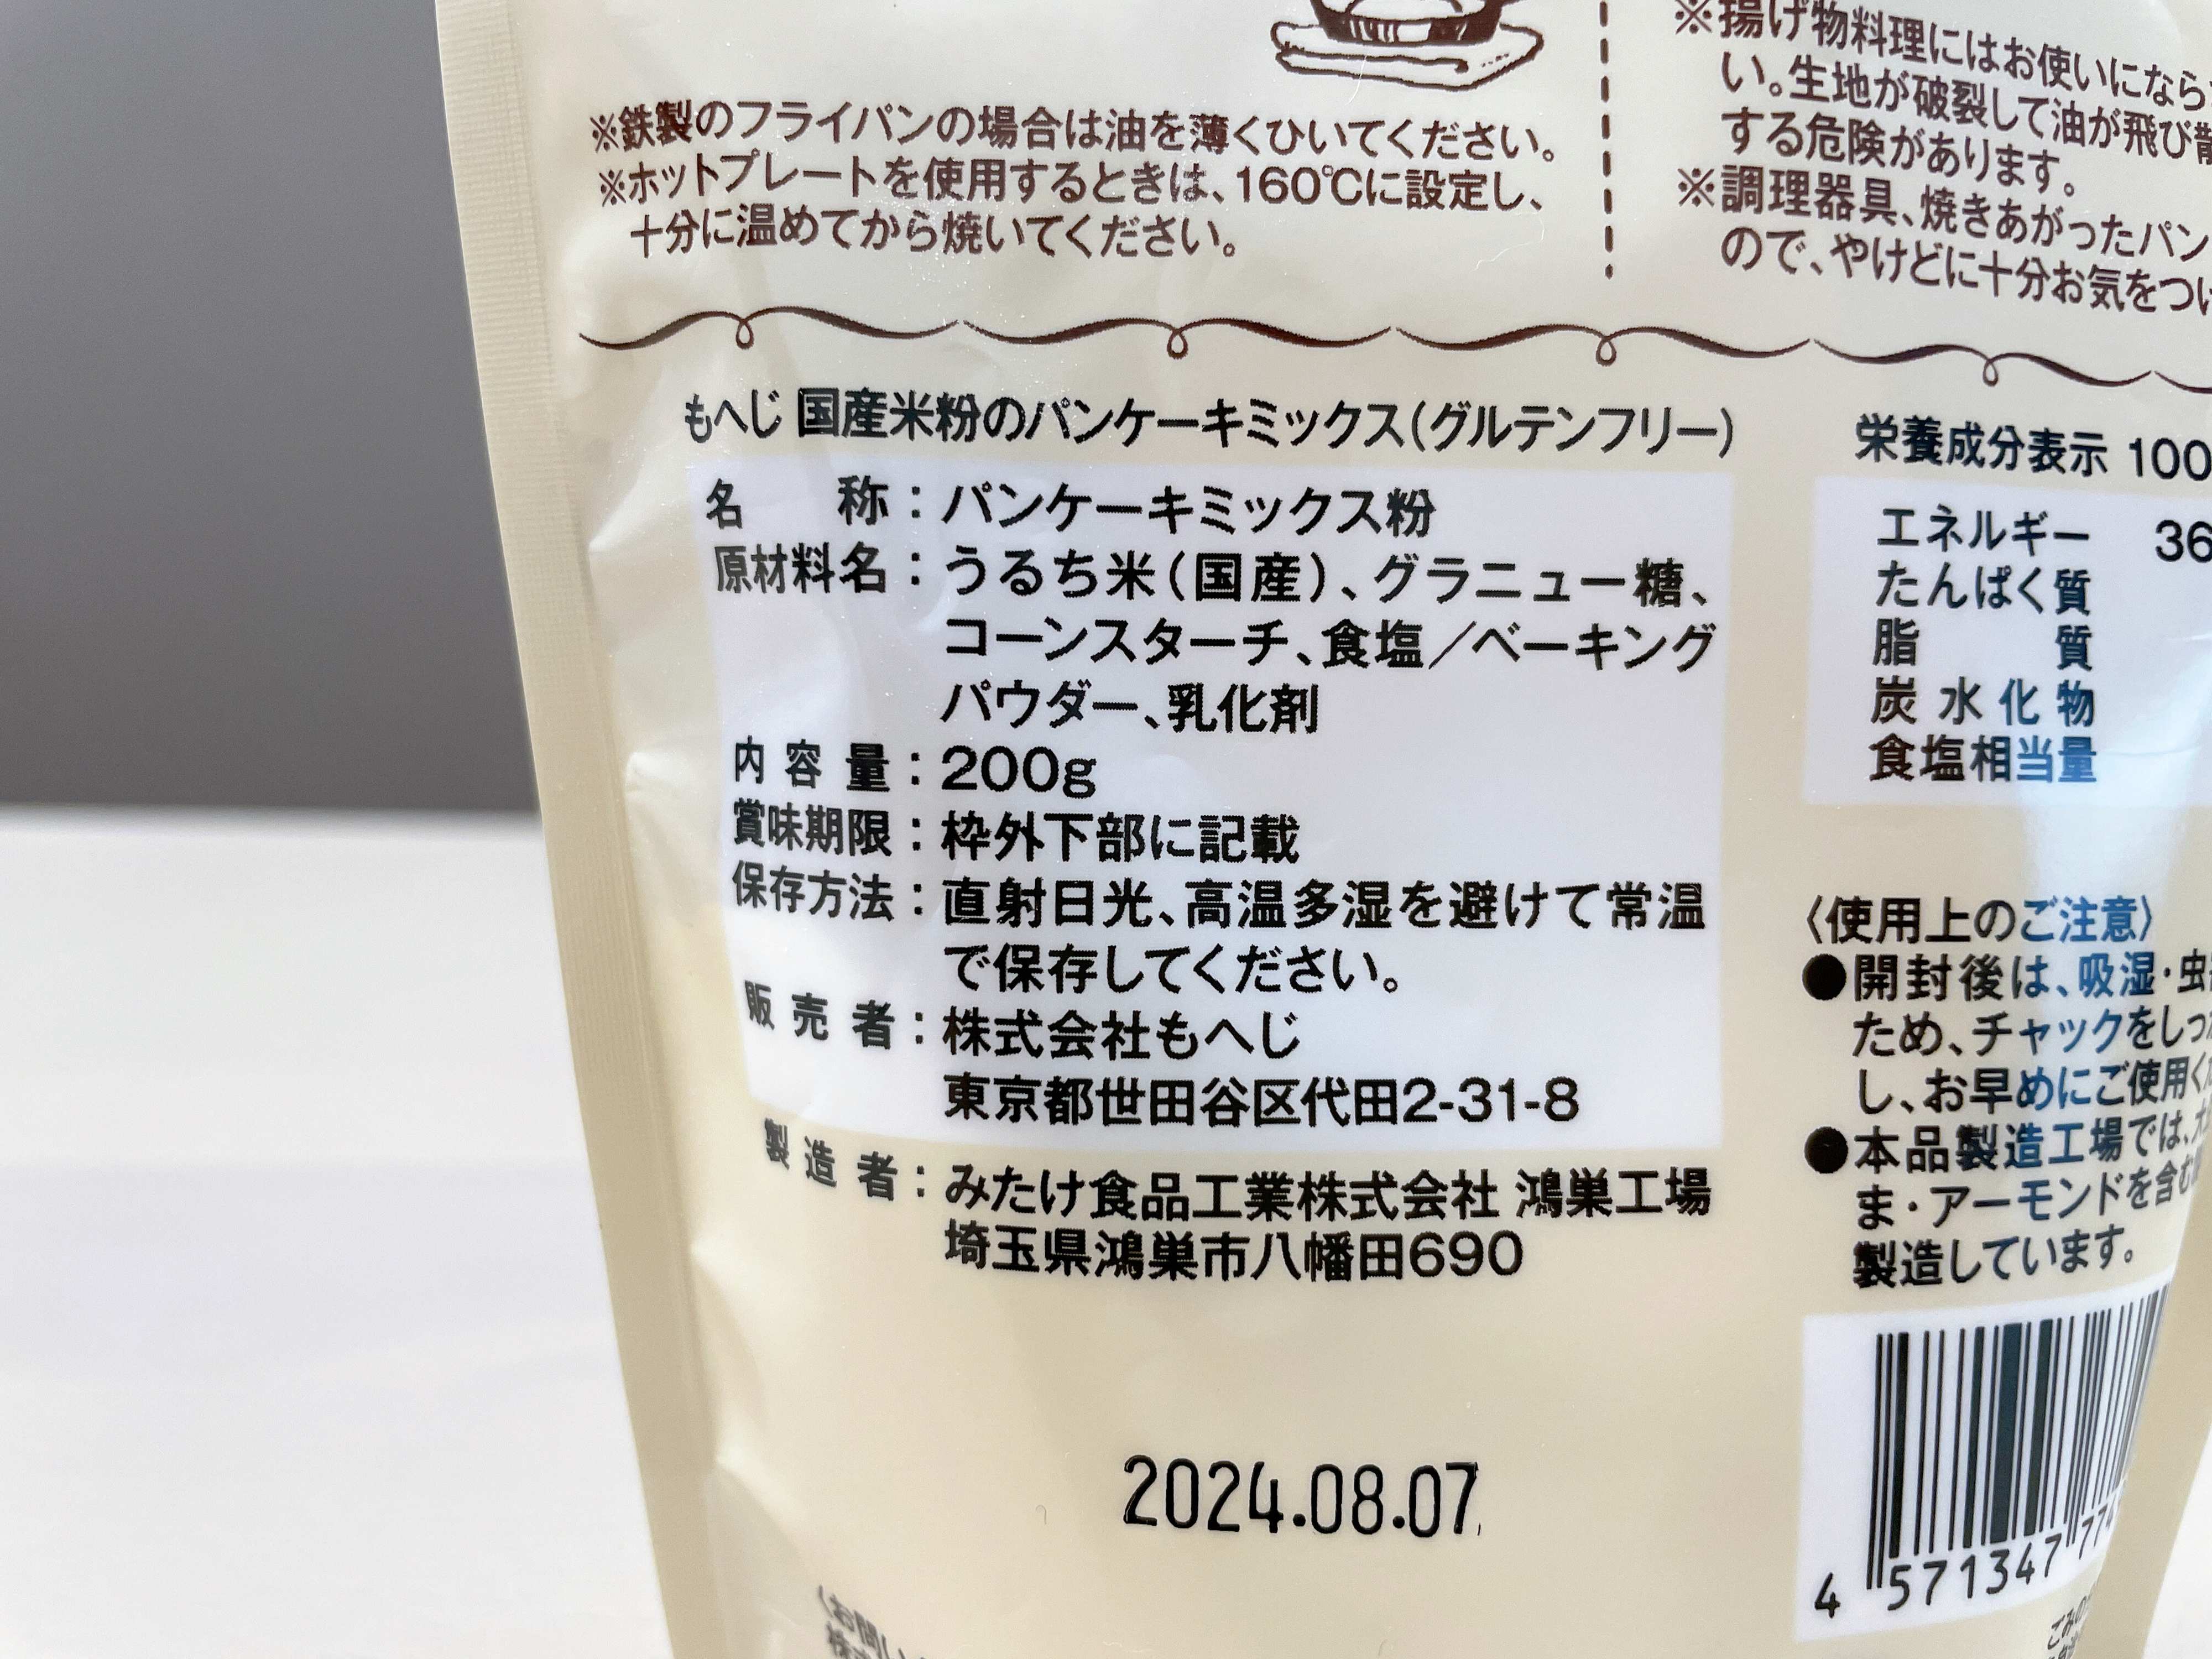 ※鉄製のフライパンの場合は油を薄くひいてください。
※ホットプレートを使用するときは、160℃に設定し、
十分に温めてから焼いてください。
※揚げ物料理にはお使いになら
い。生地が破裂して油が飛び散
する危険があります。
※調理器具、焼きあがったパン
ので、やけどに十分お気をつけ
もへじ 国産米粉のパンケーキミックス(グルテンフリー)
名 称：パンケーキミックス粉
原材料名：うるち米(国産)、グラニュー糖、
コーンスターチ、食塩／ベーキング
パウダー、乳化剤
内容量：200g
賞味期限：枠外下部に記載
保存方法：直射日光、高温多湿を避けて常温
で保存してください。
販売者：株式会社もへじ
東京都世田谷区代田2-31-8
製造者：みたけ食品工業株式会社 鴻巣工場
埼玉県鴻巣市八幡田690
2024.08.07
栄養成分表示 100
エネルギー 36
たんぱく質
脂質
炭水化物
食塩相当量
〈使用上のご注意〉
●開封後は、吸湿・虫
ため、チャックをしっ
し、お早めにご使用く
●本品製造工場では、大
ま・アーモンドを含む
製造しています。
4 571347 774